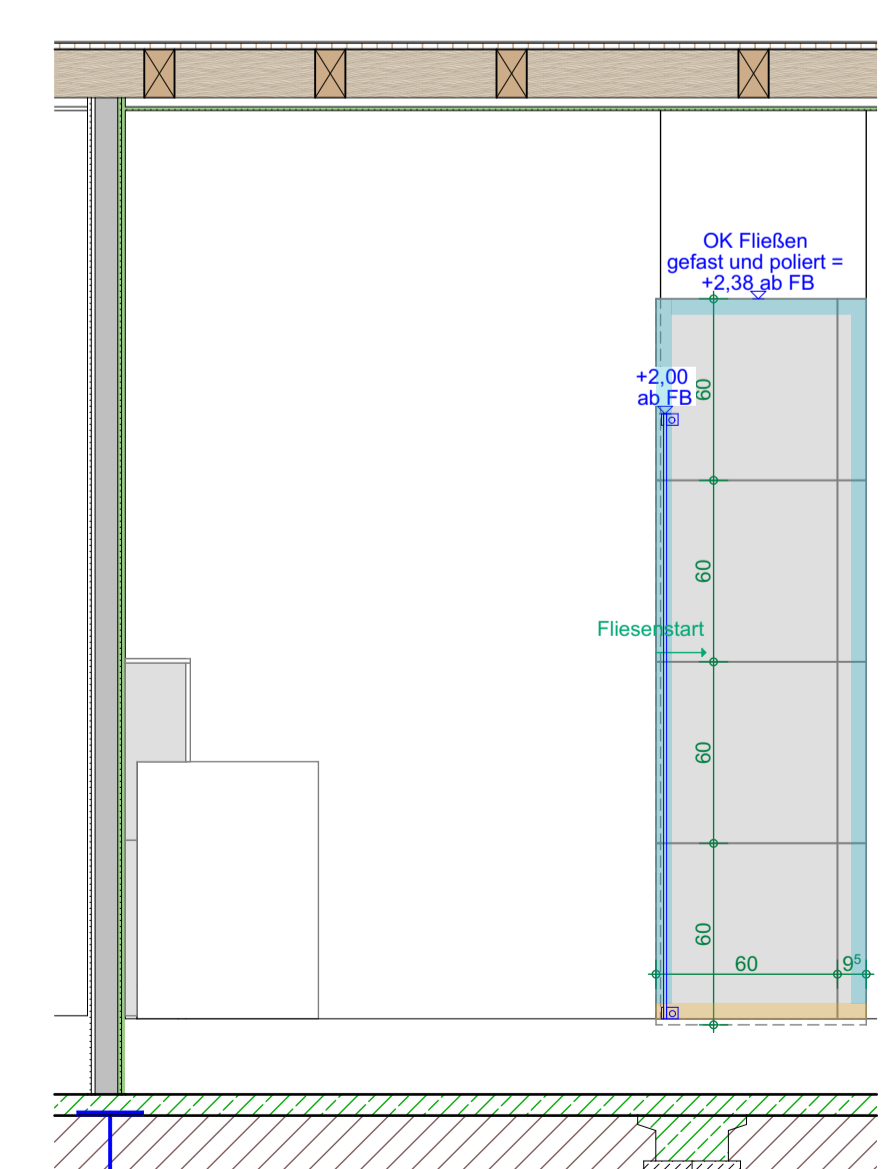 OK Fließen
gefast und poliert =
+2,38 ab FB
+2,00
ab FB
60
60
Fliesenstart
60
60
60
9⁵